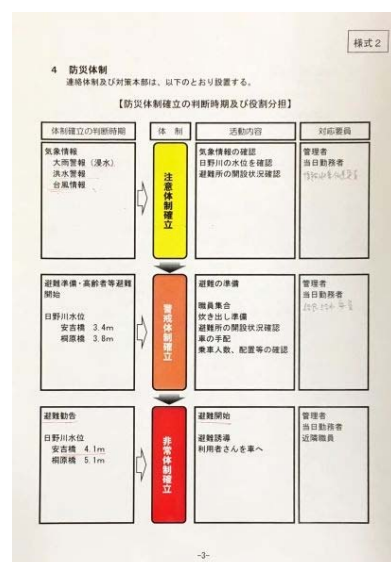 様式2
4 防災体制
連絡体制及び対策本部は、以下のとおり設置する。
【防災体制確立の判断時期及び役割分担】
体制確立の判断時期
体 制
活動内容
対応要員
気象情報
大雨警報(浸水)
洪水警報
台風情報
注意体制確立
気象情報の確認
日野川の水位を確認
避難所の開設状況確認
管理者
当日勤務者
避難準備・高齢者等避難
開始
日野川水位
安吉橋 3.4m
桐原橋 3.8m
警戒体制確立
避難の準備
職員集合
炊き出し準備
避難所の開設状況確認
車の手配
乗車人数、配置等の確認
管理者
当日勤務者
避難勧告
日野川水位
安吉橋 4.1m
桐原橋 5.1m
非常体制確立
避難開始
避難誘導
利用者さんを車へ
管理者
当日勤務者
近隣職員
-3-